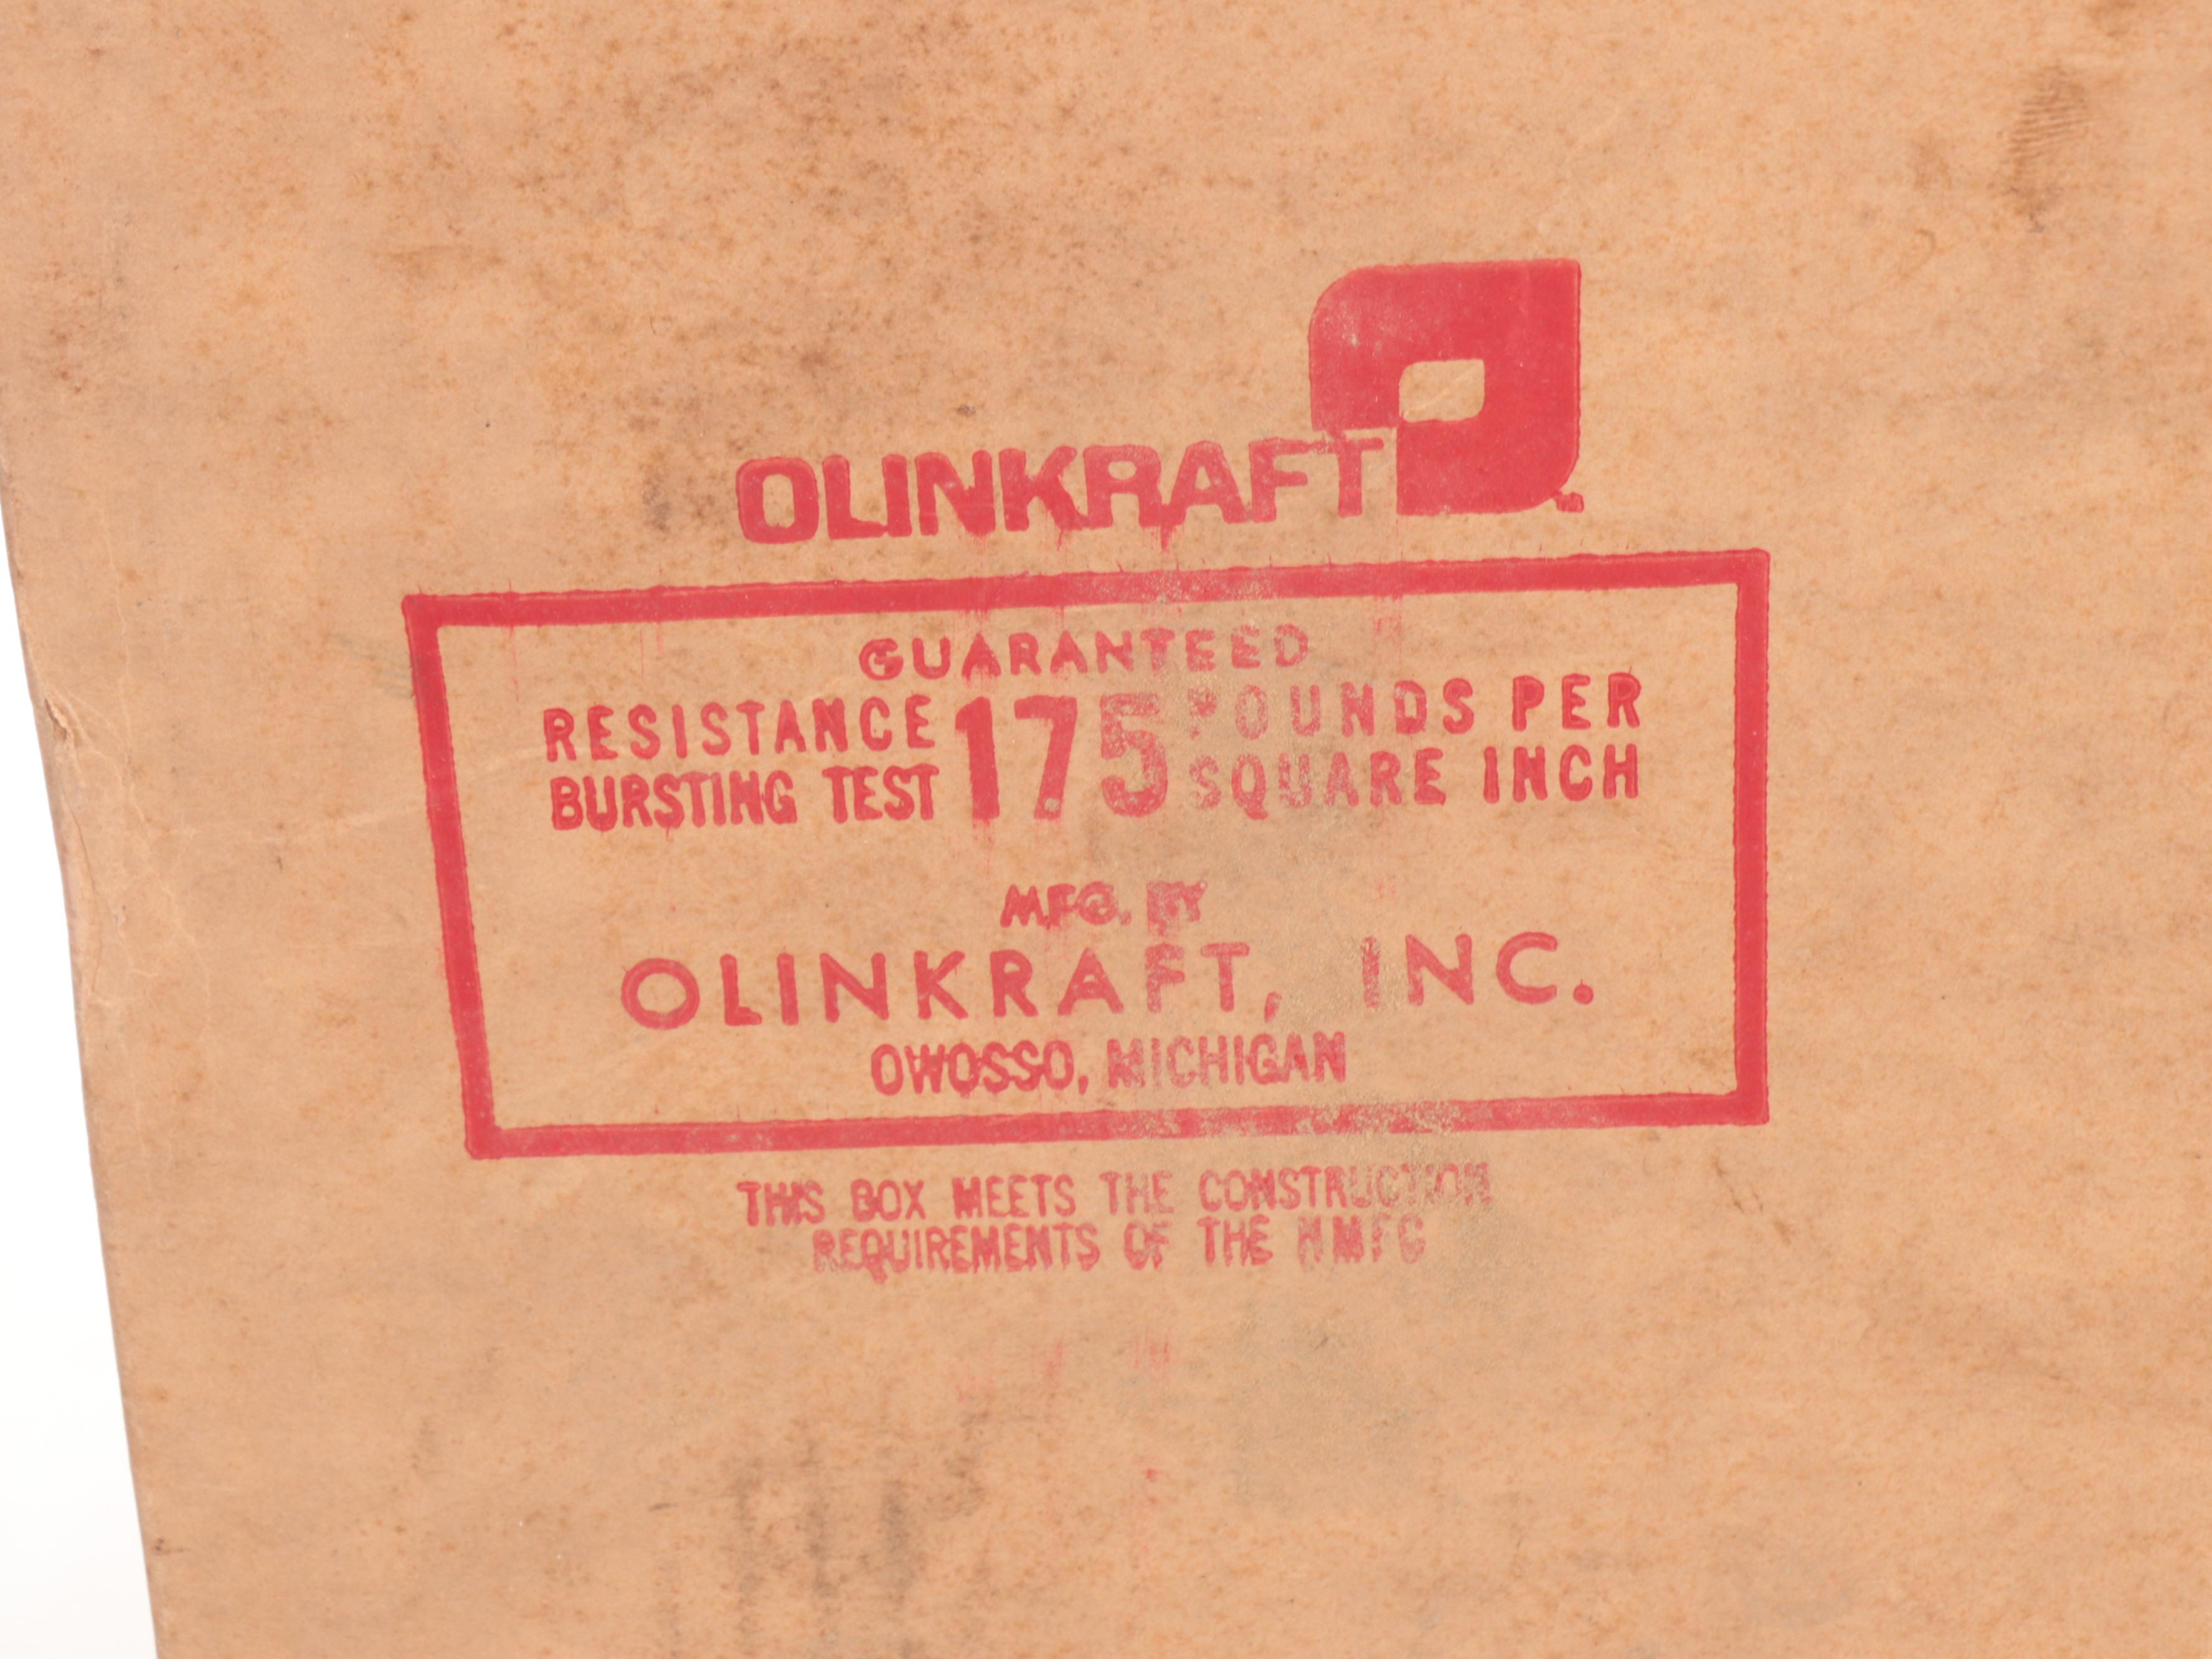 OLINKRAFT
GUARANTEED
RESISTANCE 175 POUNDS PER
BURSTING TEST SQUARE INCH
MFG. BY
OLINKRAFT, INC.
OWOSSO, MICHIGAN
THIS BOX MEETS THE CONSTRUCTION
REQUIREMENTS OF THE NMFC